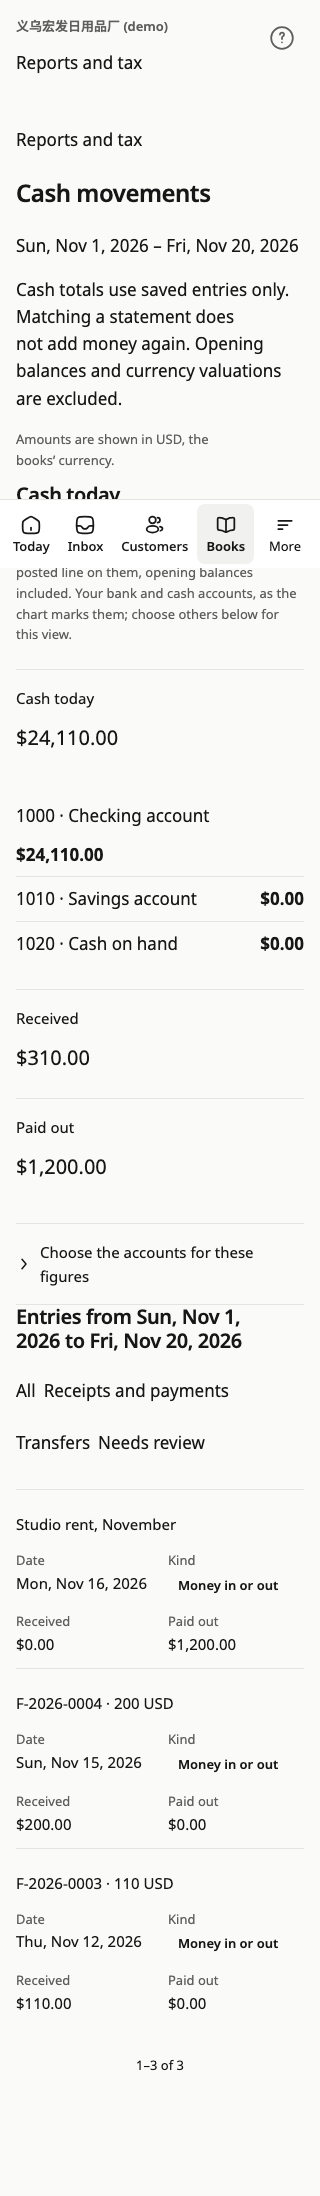 义乌宏发日用品厂 (demo)
Reports and tax
Reports and tax
Cash movements
Sun, Nov 1, 2026 – Fri, Nov 20, 2026
Cash totals use saved entries only.
Matching a statement does
not add money again. Opening
balances and currency valuations
are excluded.
Amounts are shown in USD, the
books’ currency.
Cash today
Today Inbox Customers Books More
posted line on them, opening balances
included. Your bank and cash accounts, as the
chart marks them; choose others below for
this view.
Cash today
$24,110.00
1000 · Checking account
$24,110.00
1010 · Savings account $0.00
1020 · Cash on hand $0.00
Received
$310.00
Paid out
$1,200.00
Choose the accounts for these
figures
Entries from Sun, Nov 1,
2026 to Fri, Nov 20, 2026
All Receipts and payments
Transfers Needs review
Studio rent, November
Date Kind
Mon, Nov 16, 2026 Money in or out
Received Paid out
$0.00 $1,200.00
F-2026-0004 · 200 USD
Date Kind
Sun, Nov 15, 2026 Money in or out
Received Paid out
$200.00 $0.00
F-2026-0003 · 110 USD
Date Kind
Thu, Nov 12, 2026 Money in or out
Received Paid out
$110.00 $0.00
1–3 of 3